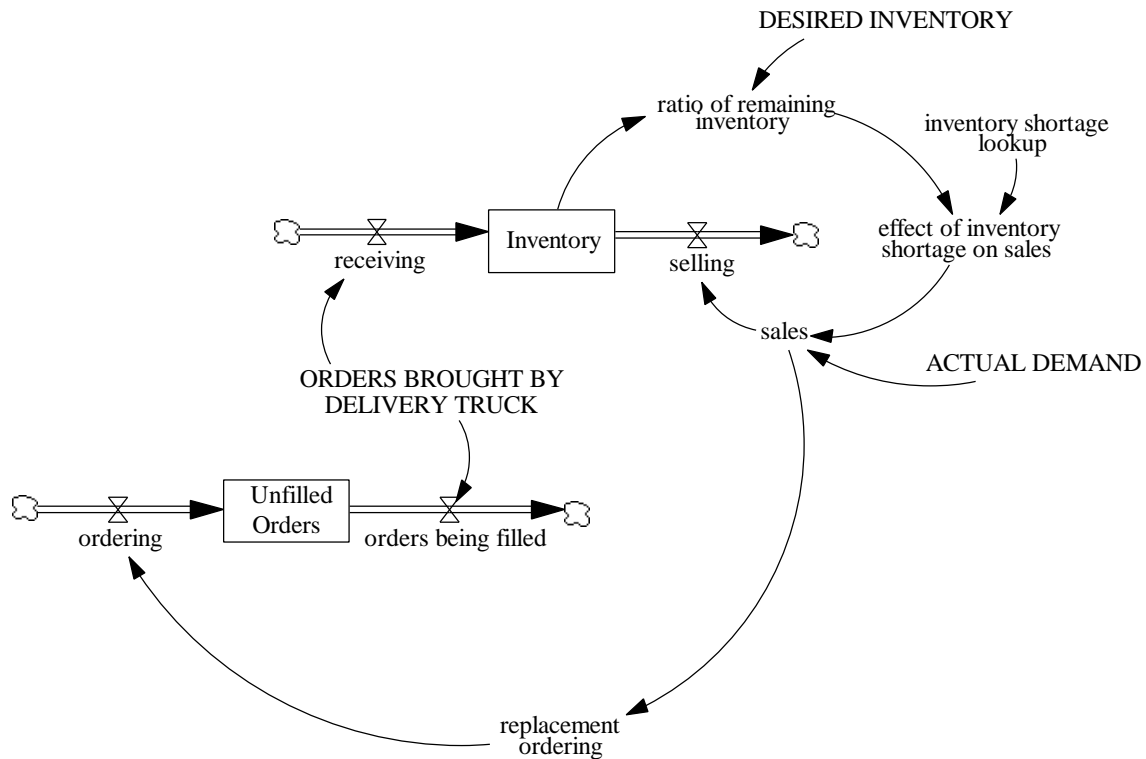 DESIRED INVENTORY
ratio of remaining
inventory
inventory shortage
lookup
Inventory
effect of inventory
shortage on sales
receiving
selling
sales
ACTUAL DEMAND
ORDERS BROUGHT BY
DELIVERY TRUCK
Unfilled
Orders
ordering
orders being filled
replacement
ordering